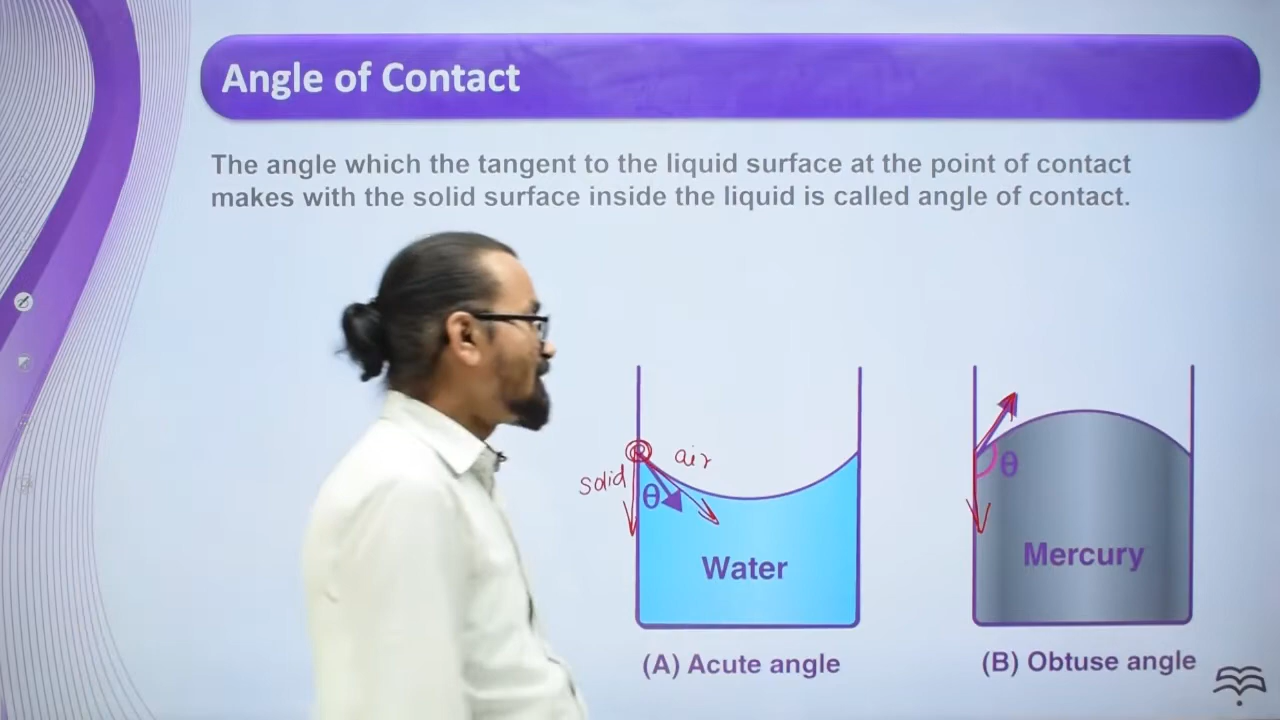 Angle of Contact
The angle which the tangent to the liquid surface at the point of contact
makes with the solid surface inside the liquid is called angle of contact.
solid
air
θ
Water
(A) Acute angle
θ
Mercury
(B) Obtuse angle